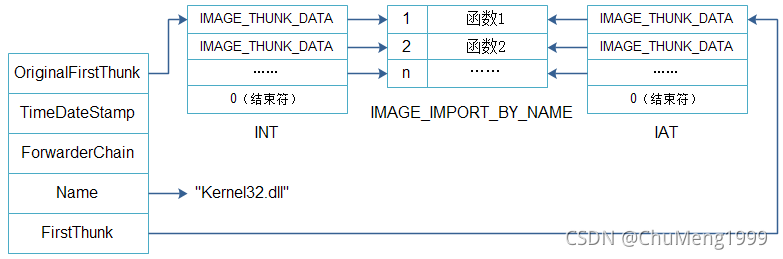 OriginalFirstThunk
TimeDateStamp
ForwarderChain
Name
FirstThunk
"Kernel32.dll"
IMAGE_THUNK_DATA
IMAGE_THUNK_DATA
……
0（结束符）
INT
1 函数1
2 函数2
n ……
IMAGE_IMPORT_BY_NAME
IMAGE_THUNK_DATA
IMAGE_THUNK_DATA
……
0（结束符）
IAT
CSDN @ChuMeng1999